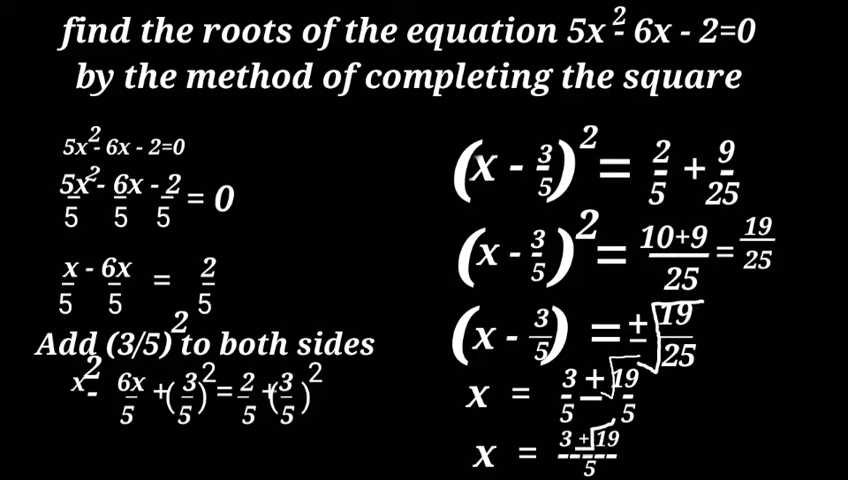 find the roots of the equation 5x² - 6x - 2=0
by the method of completing the square
5x² - 6x - 2=0
5x²/5 - 6x/5 - 2/5 = 0
x/5 - 6x/5 = 2/5
Add (3/5)² to both sides
x² - 6x/5 + (3/5)² = 2/5 + (3/5)²
(x - 3/5)² = 2/5 + 9/25
(x - 3/5)² = 10+9/25 = 19/25
(x - 3/5) = ±√19/25
x = 3/5 ± √19/5
x = 3 ± √19/5